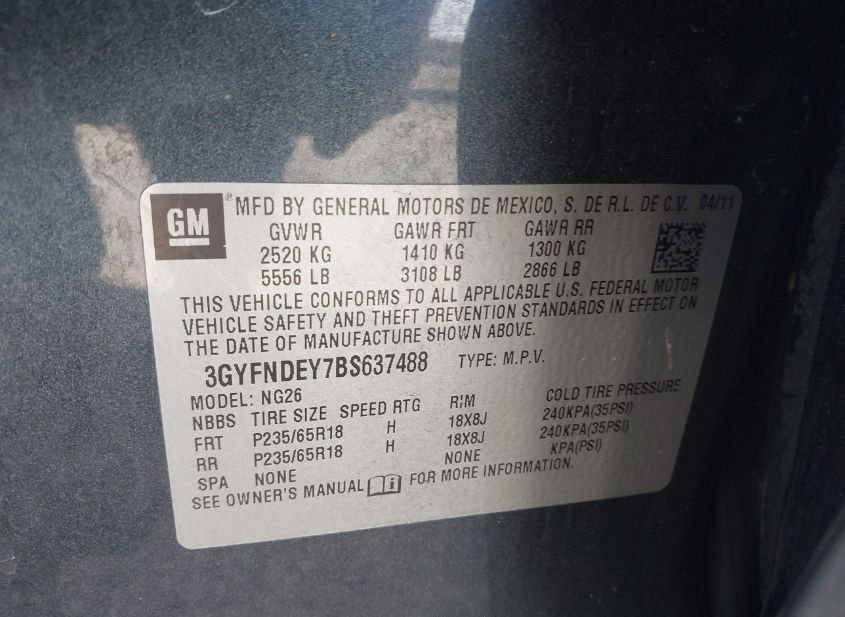 GM ® MFD BY GENERAL MOTORS DE MEXICO, S. DE R.L. DE C.V. 04/11
GVWR GAWR FRT GAWR RR
2520 KG 1410 KG 1300 KG
5556 LB 3108 LB 2866 LB
THIS VEHICLE CONFORMS TO ALL APPLICABLE U.S. FEDERAL MOTOR
VEHICLE SAFETY AND THEFT PREVENTION STANDARDS IN EFFECT ON
THE DATE OF MANUFACTURE SHOWN ABOVE.
3GYFNDEY7BS637488 TYPE: M.P.V.
MODEL: NG26
NBBS TIRE SIZE SPEED RTG RIM COLD TIRE PRESSURE
FRT P235/65R18 H 18X8J 240KPA(35PSI)
RR P235/65R18 H 18X8J 240KPA(35PSI)
SPA NONE NONE KPA(PSI)
SEE OWNER'S MANUAL i FOR MORE INFORMATION.